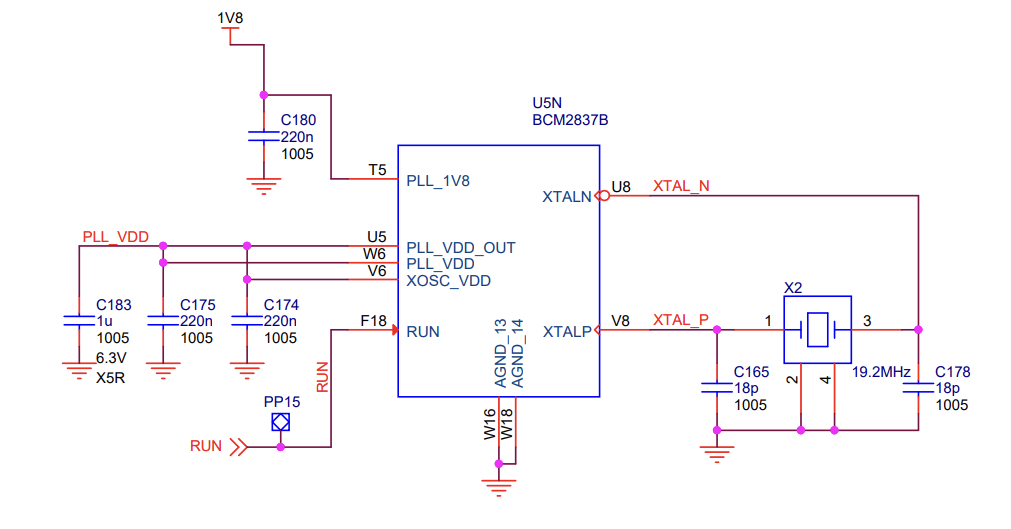 1V8
C180
220n
1005
U5N
BCM2837B
T5
PLL_1V8
XTALN
U8
XTAL_N
PLL_VDD
U5
PLL_VDD_OUT
W6
PLL_VDD
V6
XOSC_VDD
C183
1u
1005
6.3V
X5R
C175
220n
1005
C174
220n
1005
F18
RUN
AGND_13
AGND_14
XTALP
V8
XTAL_P
X2
1
3
2
4
19.2MHz
C165
18p
1005
C178
18p
1005
RUN
PP15
RUN
W16
W18